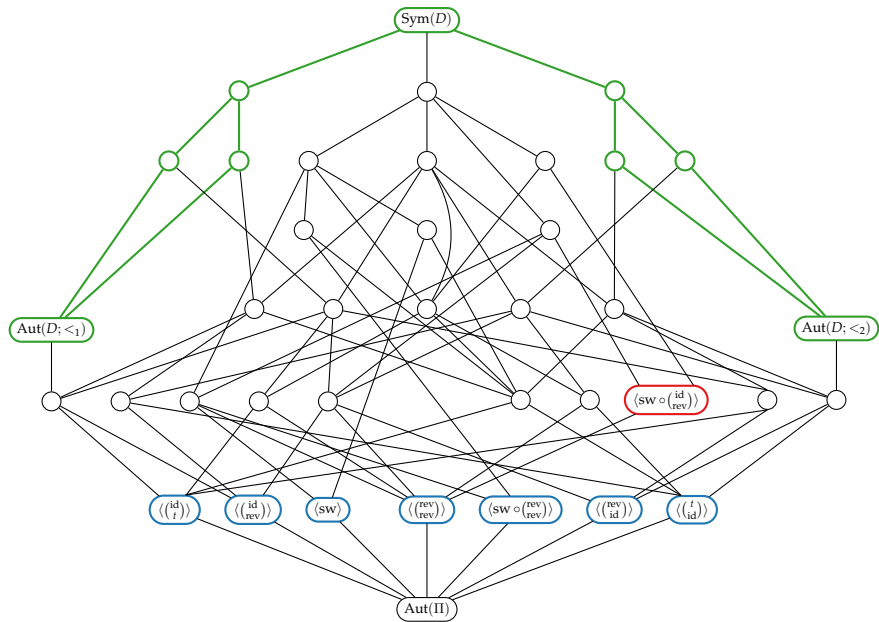 Sym(D)
Aut(D; <₁)
Aut(D; <₂)
⟨sw ∘ (id rev)⟩
⟨(id t)⟩
⟨(id rev)⟩
⟨sw⟩
⟨(rev rev)⟩
⟨sw ∘ (rev rev)⟩
⟨(rev id)⟩
⟨(t id)⟩
Aut(Π)